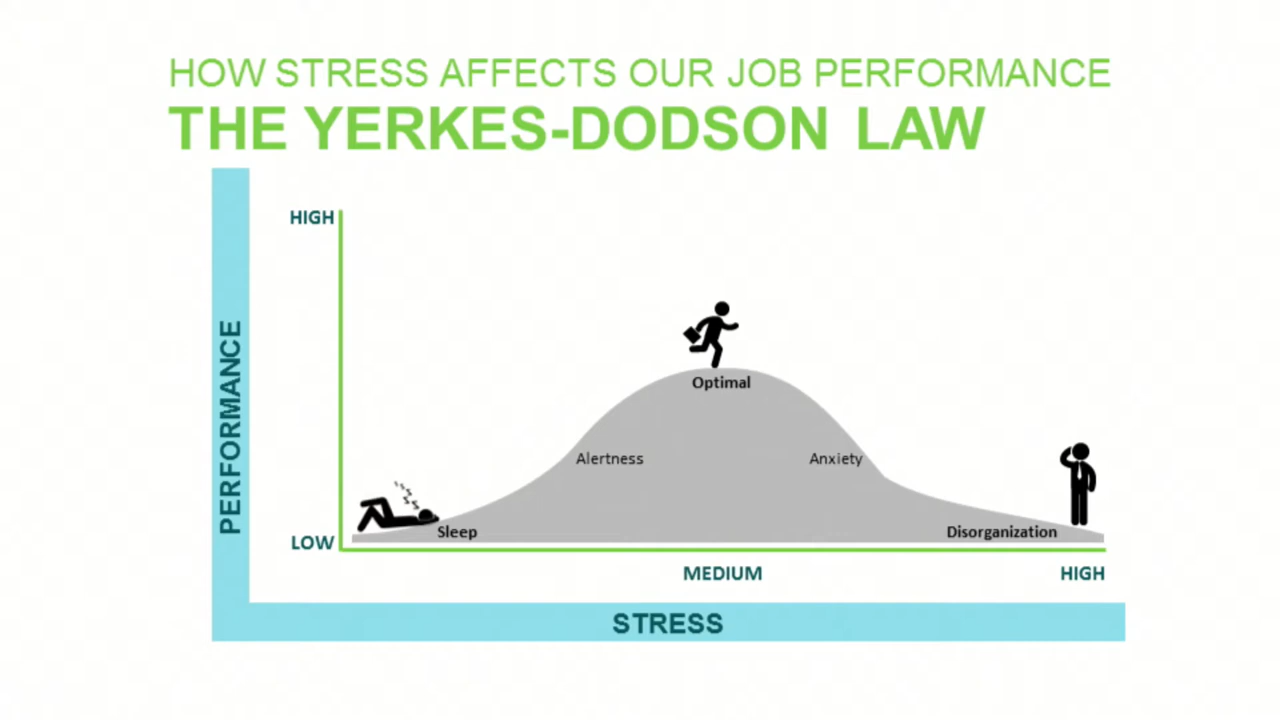 HOW STRESS AFFECTS OUR JOB PERFORMANCE
THE YERKES-DODSON LAW
PERFORMANCE
HIGH
Optimal
Alertness
Anxiety
Sleep
Disorganization
LOW
MEDIUM
HIGH
STRESS